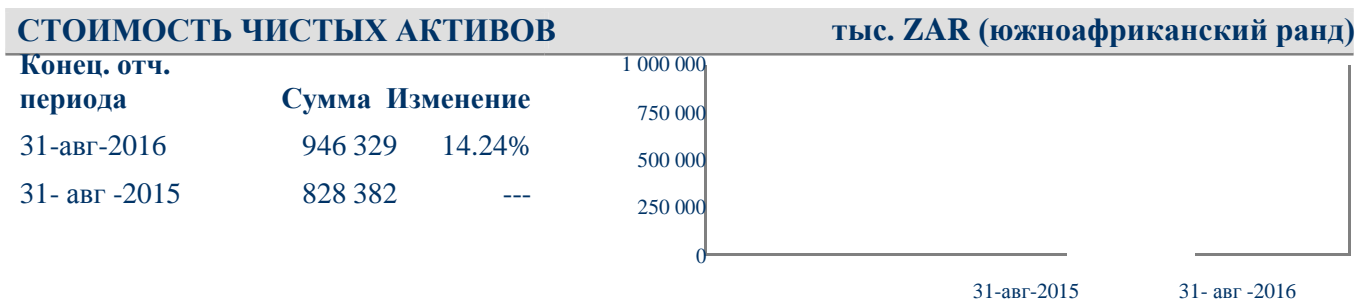 СТОИМОСТЬ ЧИСТЫХ АКТИВОВ тыс. ZAR (южноафриканский ранд)
Конец. отч.
периода Сумма Изменение
31-авг-2016 946 329 14.24%
31- авг -2015 828 382 ---
1 000 000
750 000
500 000
250 000
0
31-авг-2015 31- авг -2016